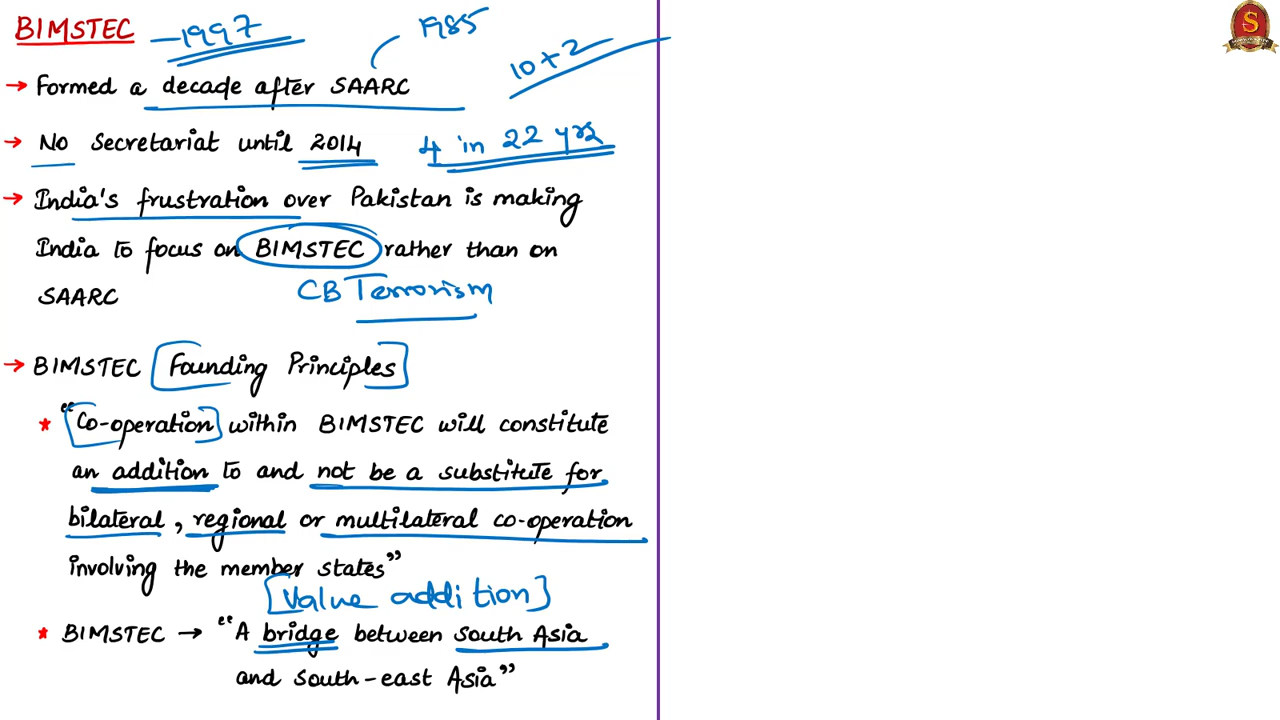 BIMSTEC – 1997
1985
→ Formed a decade after SAARC
10+2
→ No Secretariat until 2014
4 in 22 yrs
→ India's frustration over Pakistan is making
India to focus on BIMSTEC rather than on
SAARC
CB Terrorism
→ BIMSTEC [Founding Principles]
* "[Co-operation] within BIMSTEC will constitute
an addition to and not be a substitute for
bilateral, regional or multilateral co-operation
involving the member states"
[Value addition]
* BIMSTEC → "A bridge between South Asia
and south-east Asia"
S